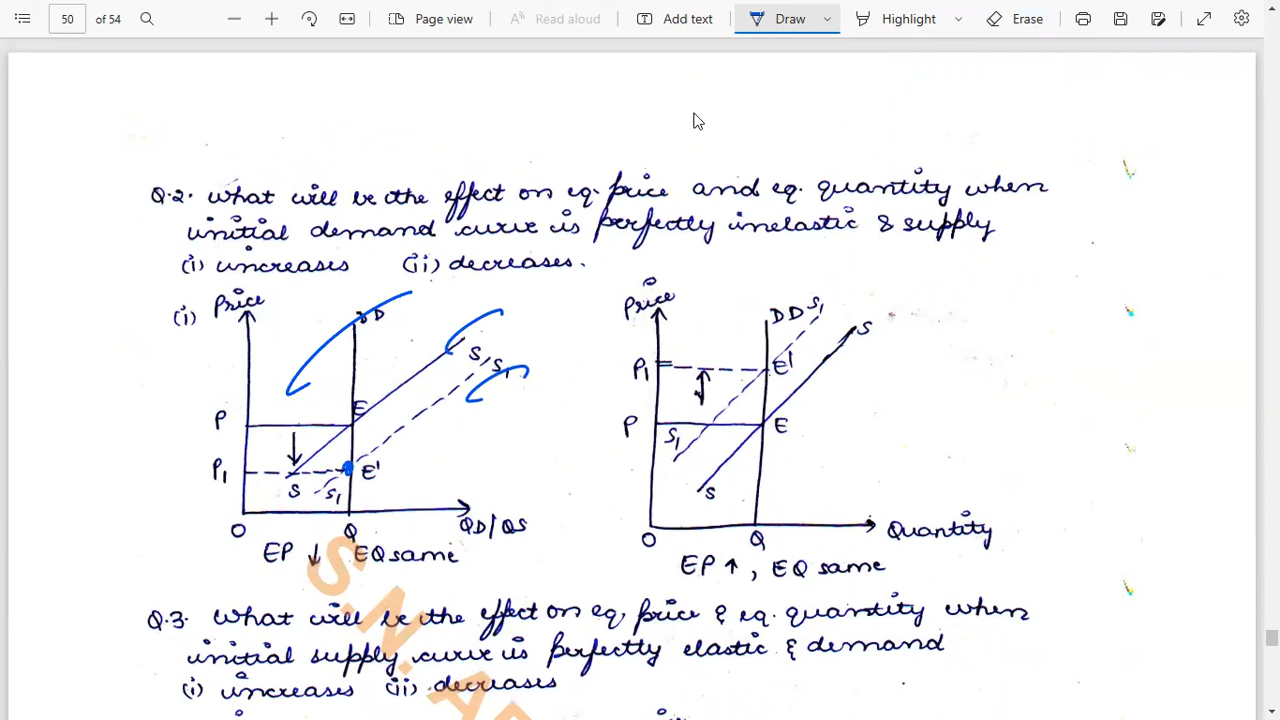 50 of 54 Page view Read aloud Add text Draw Highlight Erase
Q.2. What will be the effect on eq. price and eq. quantity when
initial demand curve is perfectly inelastic & supply
(i) increases (ii) decreases.
(i) Price
DD
S
S1
E
P
P1
E'
S
S1
O
Q
QD/QS
EP ↓ EQ same
Price
DD
S1
S
P1
E'
P
E
S1
S
O
Q
Quantity
EP ↑, EQ same
Q.3. What will be the effect on eq. price & eq. quantity when
initial supply curve is perfectly elastic & demand
(i) increases (ii) decreases
S.N.